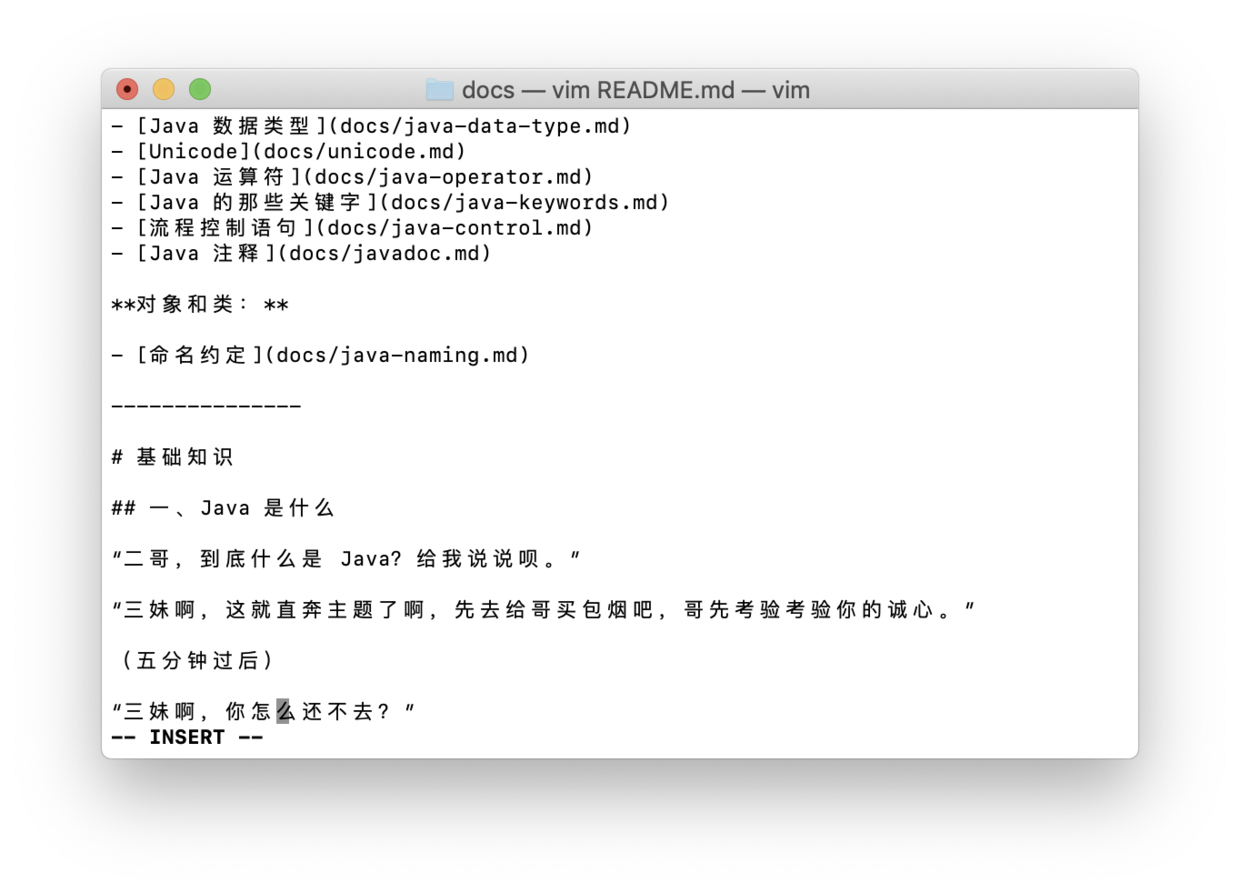 docs — vim README.md — vim
- [Java 数据类型](docs/java-data-type.md)
- [Unicode](docs/unicode.md)
- [Java 运算符](docs/java-operator.md)
- [Java 的那些关键字](docs/java-keywords.md)
- [流程控制语句](docs/java-control.md)
- [Java 注释](docs/javadoc.md)
**对象和类：**
- [命名约定](docs/java-naming.md)
---------------
# 基础知识
## 一、Java 是什么
“二哥，到底什么是 Java？给我说说呗。”
“三妹啊，这就直奔主题了啊，先去给哥买包烟吧，哥先考验考验你的诚心。”
（五分钟过后）
“三妹啊，你怎么还不去？”
-- INSERT --